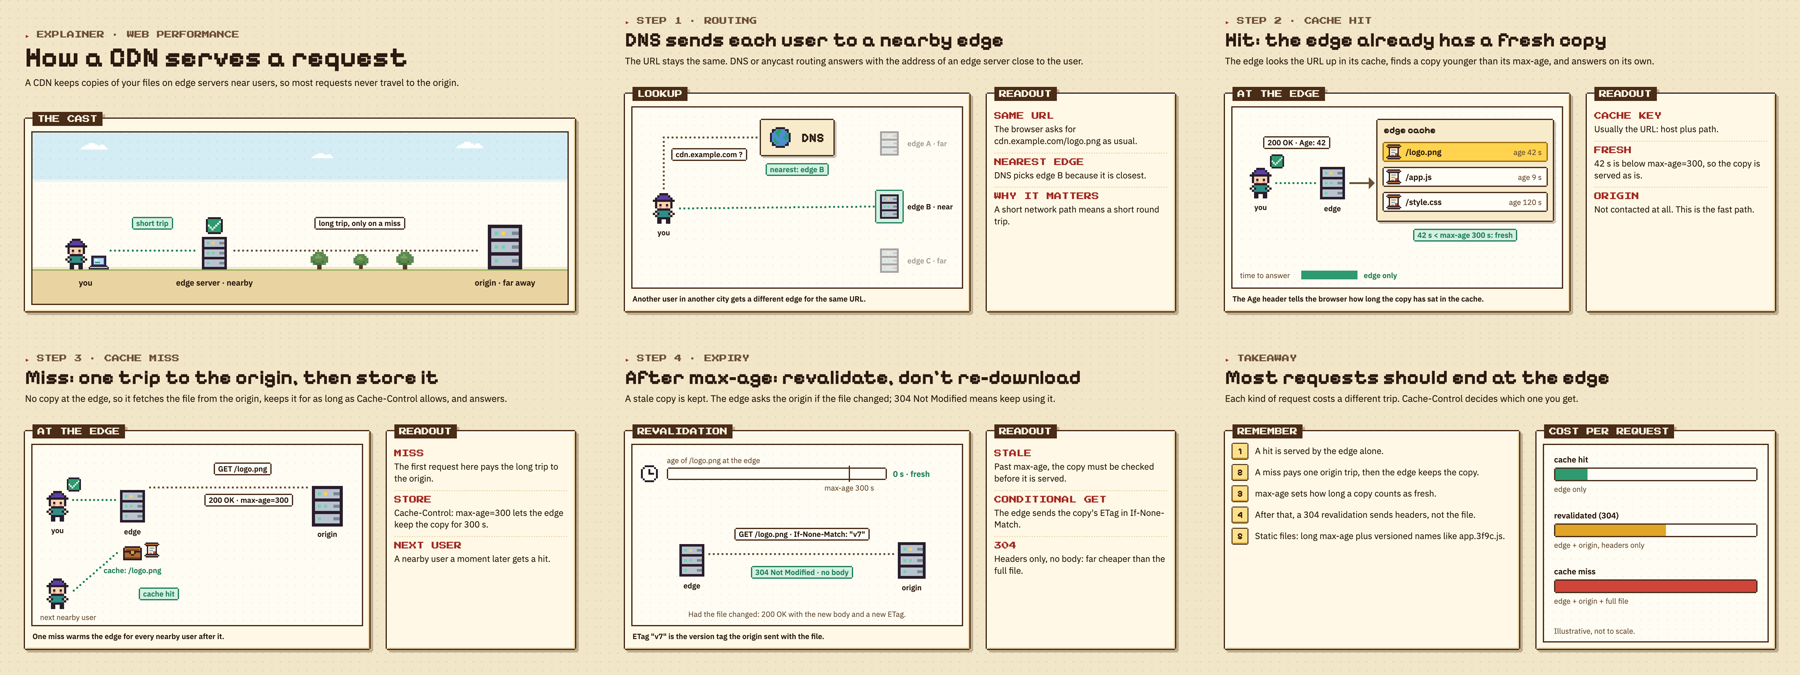 EXPLAINER · WEB PERFORMANCE
How a CDN serves a request
A CDN keeps copies of your files on edge servers near users, so most requests never travel to the origin.
THE CAST
short trip
long trip, only on a miss
you
edge server · nearby
origin · far away
STEP 1 · ROUTING
DNS sends each user to a nearby edge
The URL stays the same. DNS or anycast routing answers with the address of an edge server close to the user.
LOOKUP
DNS
cdn.example.com ?
nearest: edge B
edge A · far
edge B · near
you
edge C · far
Another user in another city gets a different edge for the same URL.
READOUT
SAME URL
The browser asks for
cdn.example.com/logo.png as usual.
NEAREST EDGE
DNS picks edge B because it is closest.
WHY IT MATTERS
A short network path means a short round
trip.
STEP 2 · CACHE HIT
Hit: the edge already has a fresh copy
The edge looks the URL up in its cache, finds a copy younger than its max-age, and answers on its own.
AT THE EDGE
200 OK · Age: 42
you
edge
edge cache
/logo.png
age 42 s
/app.js
age 9 s
/style.css
age 120 s
42 s < max-age 300 s: fresh
time to answer
edge only
The Age header tells the browser how long the copy has sat in the cache.
READOUT
CACHE KEY
Usually the URL: host plus path.
FRESH
42 s is below max-age=300, so the copy is
served as is.
ORIGIN
Not contacted at all. This is the fast path.
STEP 3 · CACHE MISS
Miss: one trip to the origin, then store it
No copy at the edge, so it fetches the file from the origin, keeps it for as long as Cache-Control allows, and answers.
AT THE EDGE
GET /logo.png
200 OK · max-age=300
you
edge
origin
cache: /logo.png
cache hit
next nearby user
One miss warms the edge for every nearby user after it.
READOUT
MISS
The first request here pays the long trip to
the origin.
STORE
Cache-Control: max-age=300 lets the edge
keep the copy for 300 s.
NEXT USER
A nearby user a moment later gets a hit.
STEP 4 · EXPIRY
After max-age: revalidate, don't re-download
A stale copy is kept. The edge asks the origin if the file changed; 304 Not Modified means keep using it.
REVALIDATION
age of /logo.png at the edge
0 s · fresh
max-age 300 s
GET /logo.png · If-None-Match: "v7"
304 Not Modified · no body
edge
origin
Had the file changed: 200 OK with the new body and a new ETag.
ETag "v7" is the version tag the origin sent with the file.
READOUT
STALE
Past max-age, the copy must be checked
before it is served.
CONDITIONAL GET
The edge sends the copy's ETag in If-None-
Match.
304
Headers only, no body: far cheaper than the
full file.
TAKEAWAY
Most requests should end at the edge
Each kind of request costs a different trip. Cache-Control decides which one you get.
REMEMBER
1 A hit is served by the edge alone.
2 A miss pays one origin trip, then the edge keeps the copy.
3 max-age sets how long a copy counts as fresh.
4 After that, a 304 revalidation sends headers, not the file.
5 Static files: long max-age plus versioned names like app.3f9c.js.
COST PER REQUEST
cache hit
edge only
revalidated (304)
edge + origin, headers only
cache miss
edge + origin + full file
Illustrative, not to scale.